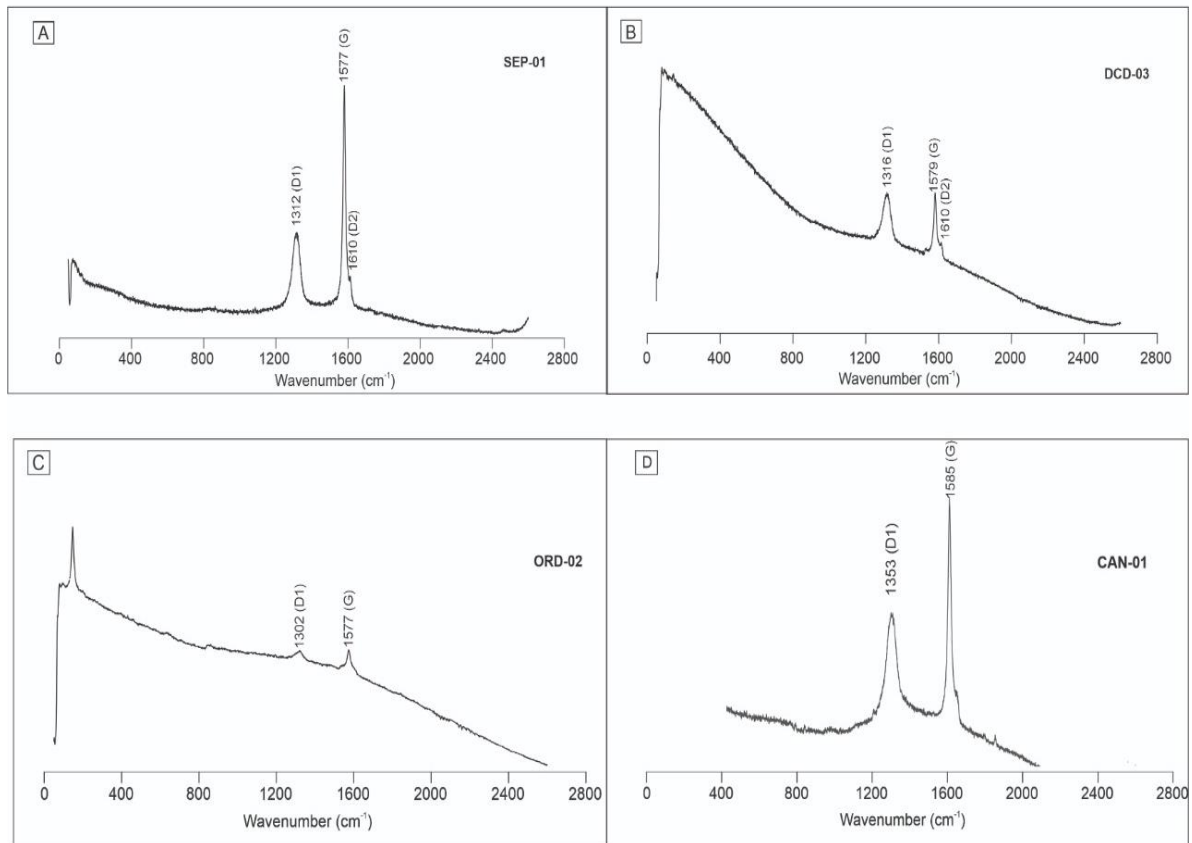 A
SEP-01
1312 (D1)
1577 (G)
1610 (D2)
0 400 800 1200 1600 2000 2400 2800
Wavenumber (cm⁻¹)
B
DCD-03
1316 (D1)
1579 (G)
1610 (D2)
0 400 800 1200 1600 2000 2400 2800
Wavenumber (cm⁻¹)
C
ORD-02
1302 (D1)
1577 (G)
0 400 800 1200 1600 2000 2400 2800
Wavenumber (cm⁻¹)
D
CAN-01
1353 (D1)
1585 (G)
0 400 800 1200 1600 2000 2400 2800
Wavenumber (cm⁻¹)